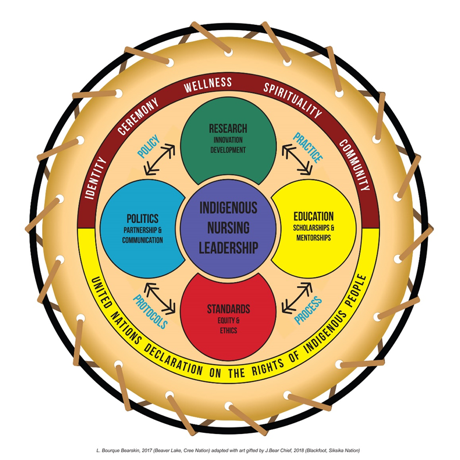 IDENTITY CEREMONY WELLNESS SPIRITUALITY COMMUNITY
POLICY
RESEARCH
INNOVATION
DEVELOPMENT
PRACTICE
POLITICS
PARTNERSHIP &
COMMUNICATION
INDIGENOUS
NURSING
LEADERSHIP
EDUCATION
SCHOLARSHIPS &
MENTORSHIPS
PROTOCOLS
STANDARDS
EQUITY &
ETHICS
PROCESS
UNITED NATIONS DECLARATION ON THE RIGHTS OF INDIGENOUS PEOPLE
L. Bourque Bearskin, 2017 (Beaver Lake, Cree Nation) adapted with art gifted by J.Bear Chief, 2018 (Blackfoot, Siksika Nation)